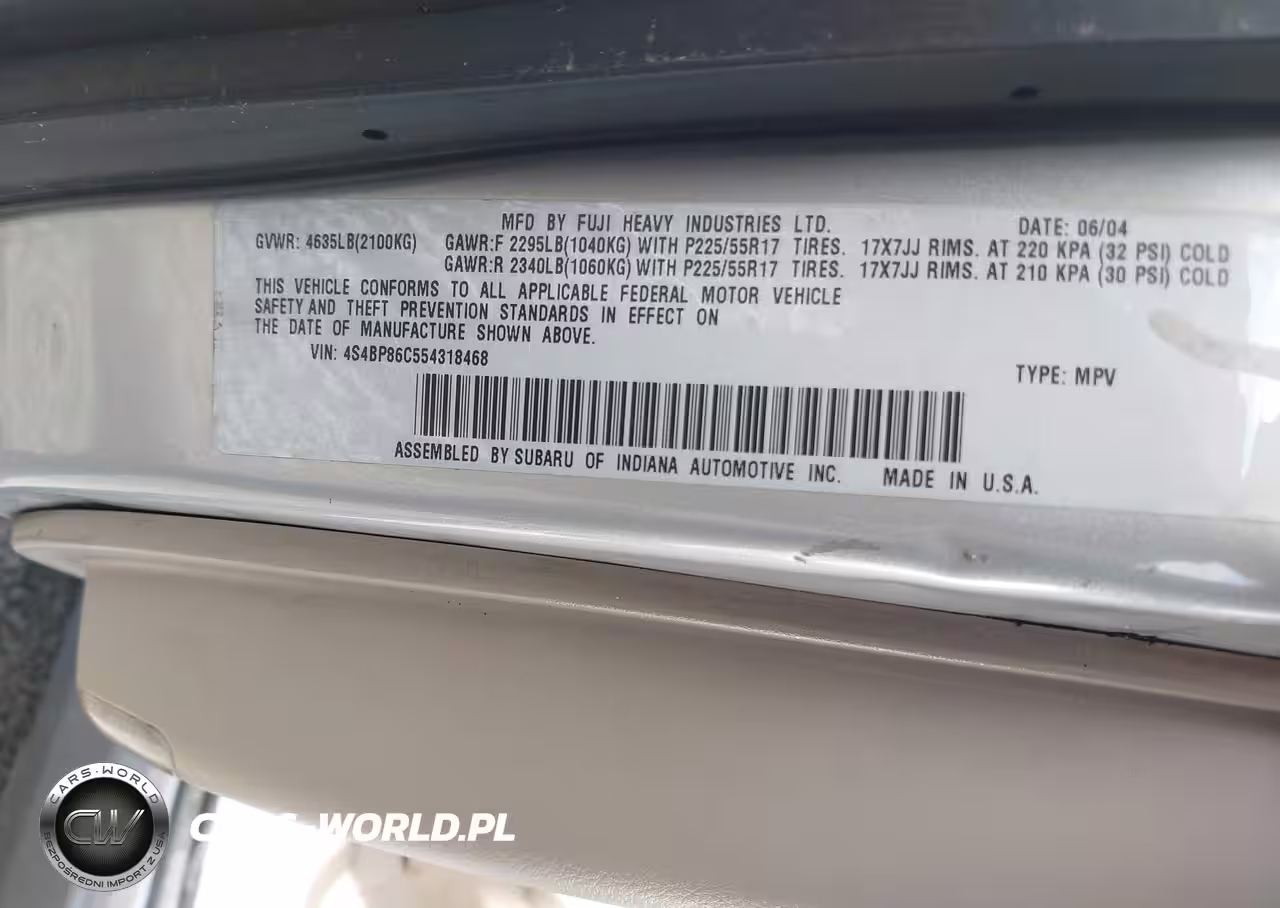 MFD BY FUJI HEAVY INDUSTRIES LTD. DATE: 06/04
GVWR: 4635LB(2100KG) GAWR:F 2295LB(1040KG) WITH P225/55R17 TIRES. 17X7JJ RIMS. AT 220 KPA (32 PSI) COLD
GAWR:R 2340LB(1060KG) WITH P225/55R17 TIRES. 17X7JJ RIMS. AT 210 KPA (30 PSI) COLD
THIS VEHICLE CONFORMS TO ALL APPLICABLE FEDERAL MOTOR VEHICLE
SAFETY AND THEFT PREVENTION STANDARDS IN EFFECT ON
THE DATE OF MANUFACTURE SHOWN ABOVE.
VIN: 4S4BP86C554318468
TYPE: MPV
ASSEMBLED BY SUBARU OF INDIANA AUTOMOTIVE INC. MADE IN U.S.A.
CARS-WORLD
CW
BEZPOŚREDNI IMPORT Z USA
CARS-WORLD.PL